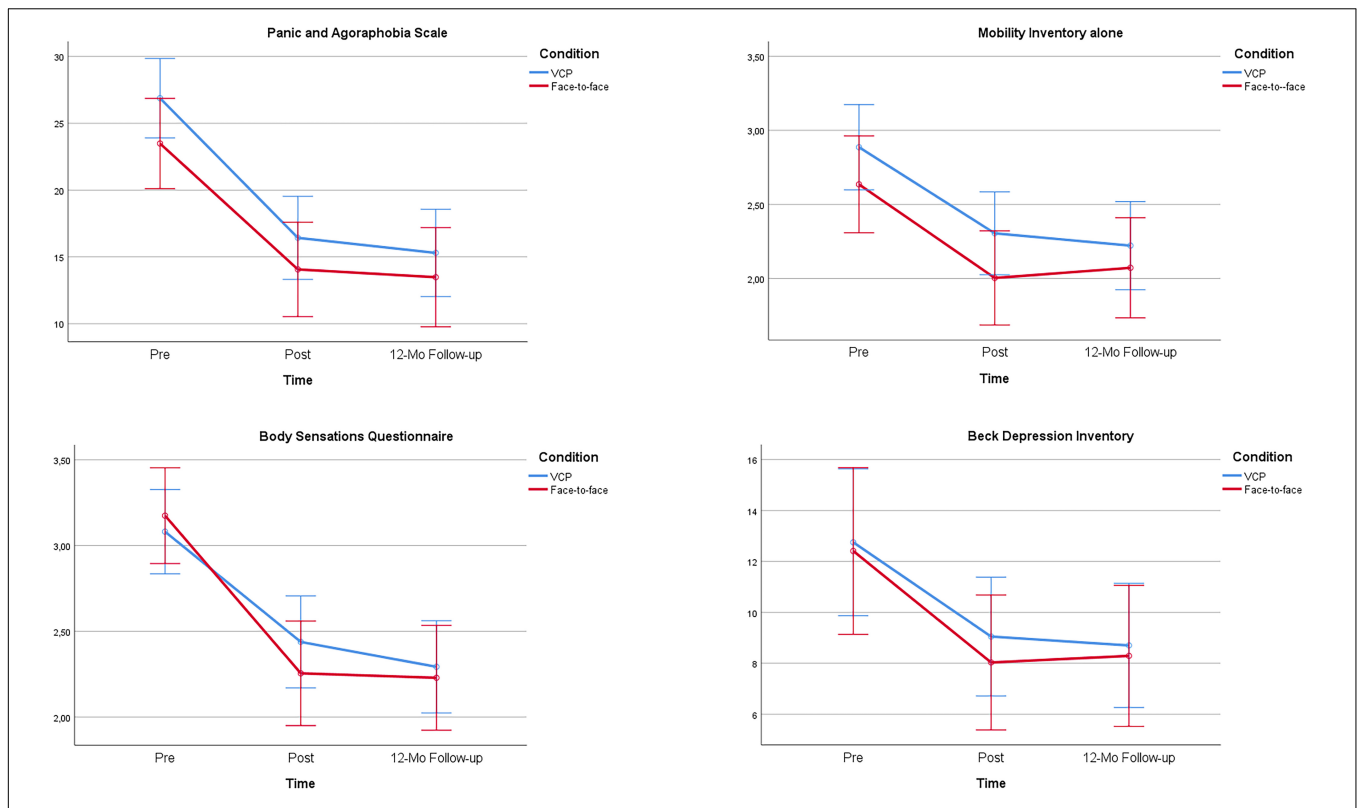 Panic and Agoraphobia Scale
Condition
VCP
Face-to-face
30
25
20
15
10
Pre
Post
12-Mo Follow-up
Time
Mobility Inventory alone
Condition
VCP
Face-to--face
3,50
3,00
2,50
2,00
Pre
Post
12-Mo Follow-up
Time
Body Sensations Questionnaire
Condition
VCP
Face-to-face
3,50
3,00
2,50
2,00
Pre
Post
12-Mo Follow-up
Time
Beck Depression Inventory
Condition
VCP
Face-to-face
16
14
12
10
8
6
Pre
Post
12-Mo Follow-up
Time